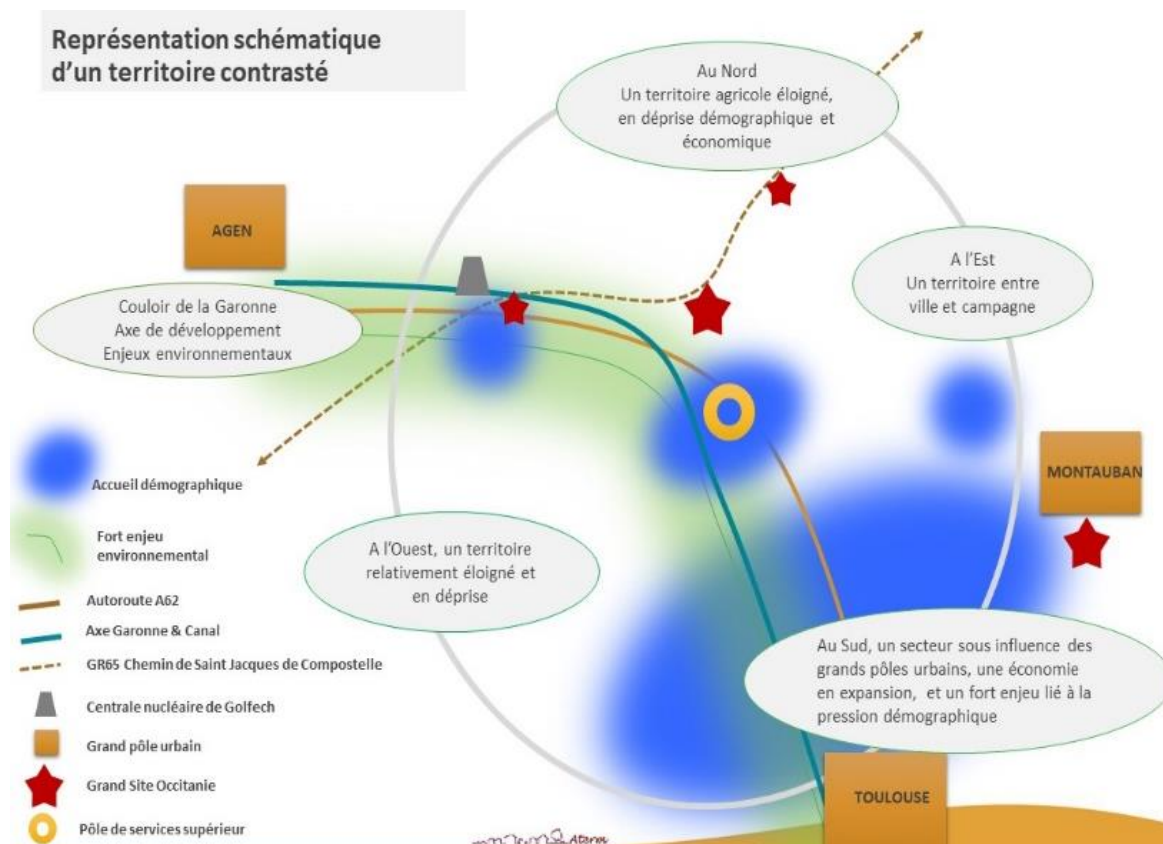 Représentation schématique
d'un territoire contrasté
Au Nord
Un territoire agricole éloigné,
en déprise démographique et
économique
AGEN
A l'Est
Un territoire entre
ville et campagne
Couloir de la Garonne
Axe de développement
Enjeux environnementaux
MONTAUBAN
Accueil démographique
Fort enjeu
environnemental
A l'Ouest, un territoire
relativement éloigné et
en déprise
Autoroute A62
Axe Garonne & Canal
GR65 Chemin de Saint Jacques de Compostelle
Au Sud, un secteur sous influence des
grands pôles urbains, une économie
en expansion, et un fort enjeu lié à la
pression démographique
Centrale nucléaire de Golfech
Grand pôle urbain
Grand Site Occitanie
TOULOUSE
Pôle de services supérieur